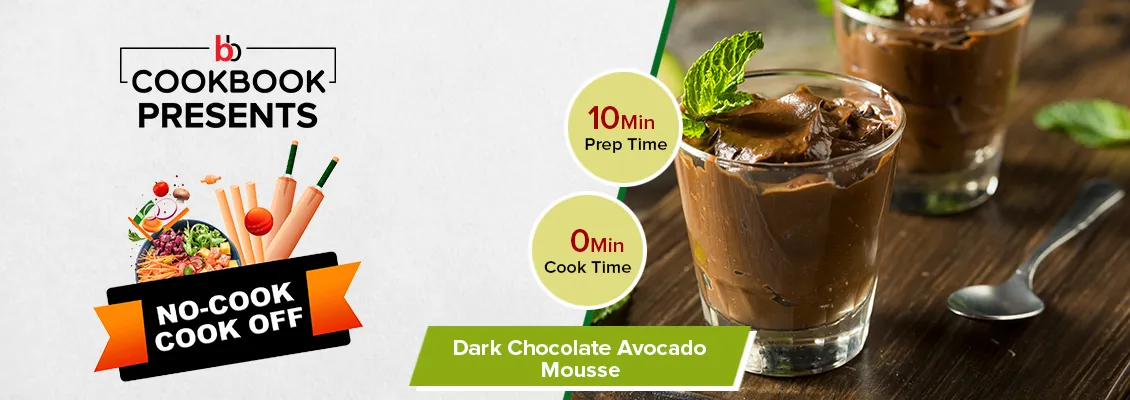 bb
COOKBOOK
PRESENTS
NO-COOK
COOK OFF
10Min
Prep Time
0Min
Cook Time
Dark Chocolate Avocado
Mousse